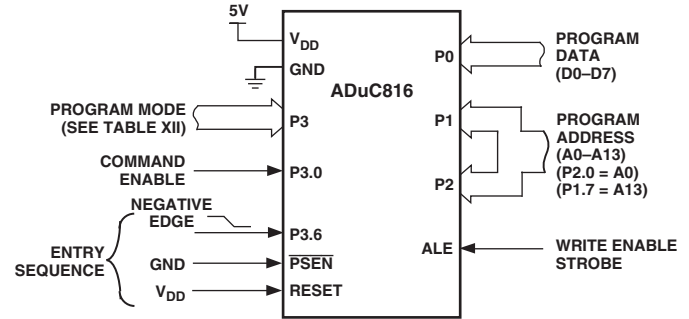 5V
VDD
GND
ADuC816
P0
PROGRAM
DATA
(D0–D7)
PROGRAM MODE
(SEE TABLE XII)
P3
P1
PROGRAM
ADDRESS
(A0–A13)
(P2.0 = A0)
(P1.7 = A13)
COMMAND
ENABLE
P3.0
P2
NEGATIVE
EDGE
P3.6
ENTRY
SEQUENCE
GND
PSEN
ALE
WRITE ENABLE
STROBE
VDD
RESET